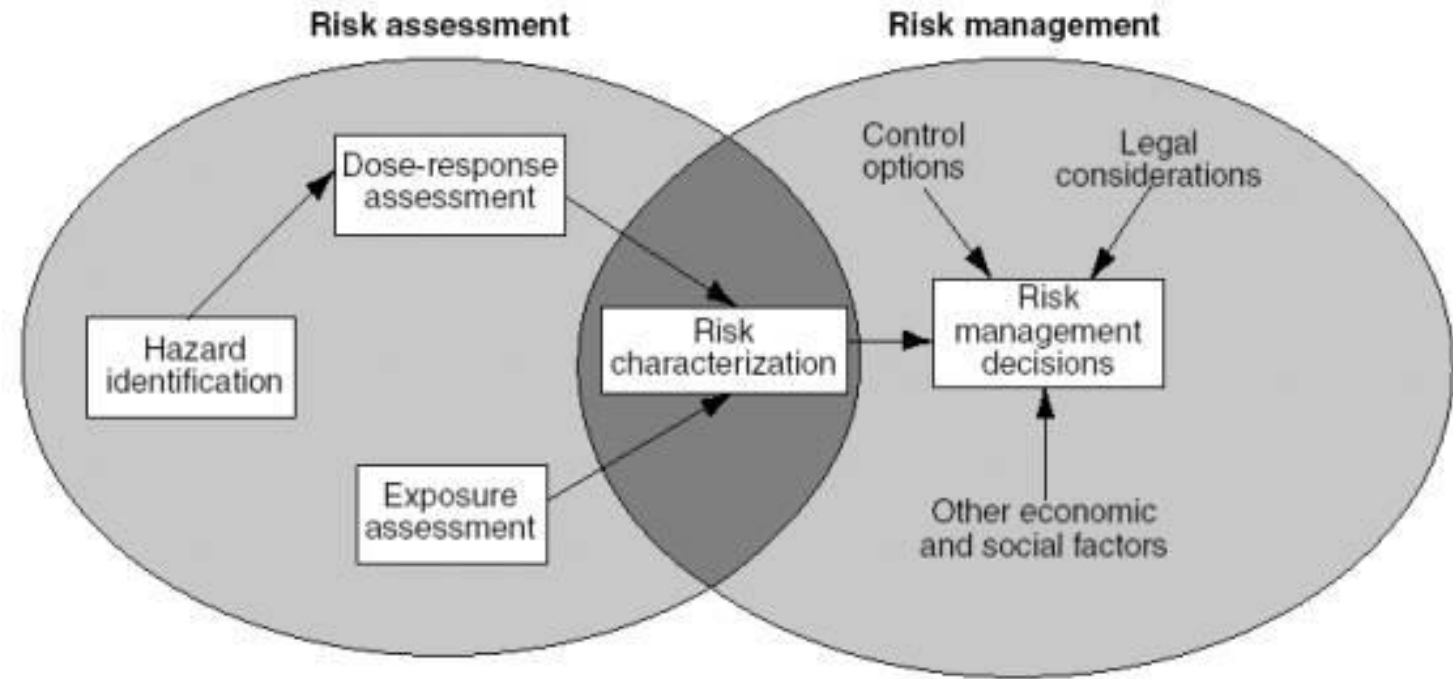 Risk assessment
Risk management
Dose-response
assessment
Control
options
Legal
considerations
Hazard
identification
Risk
characterization
Risk
management
decisions
Exposure
assessment
Other economic
and social factors